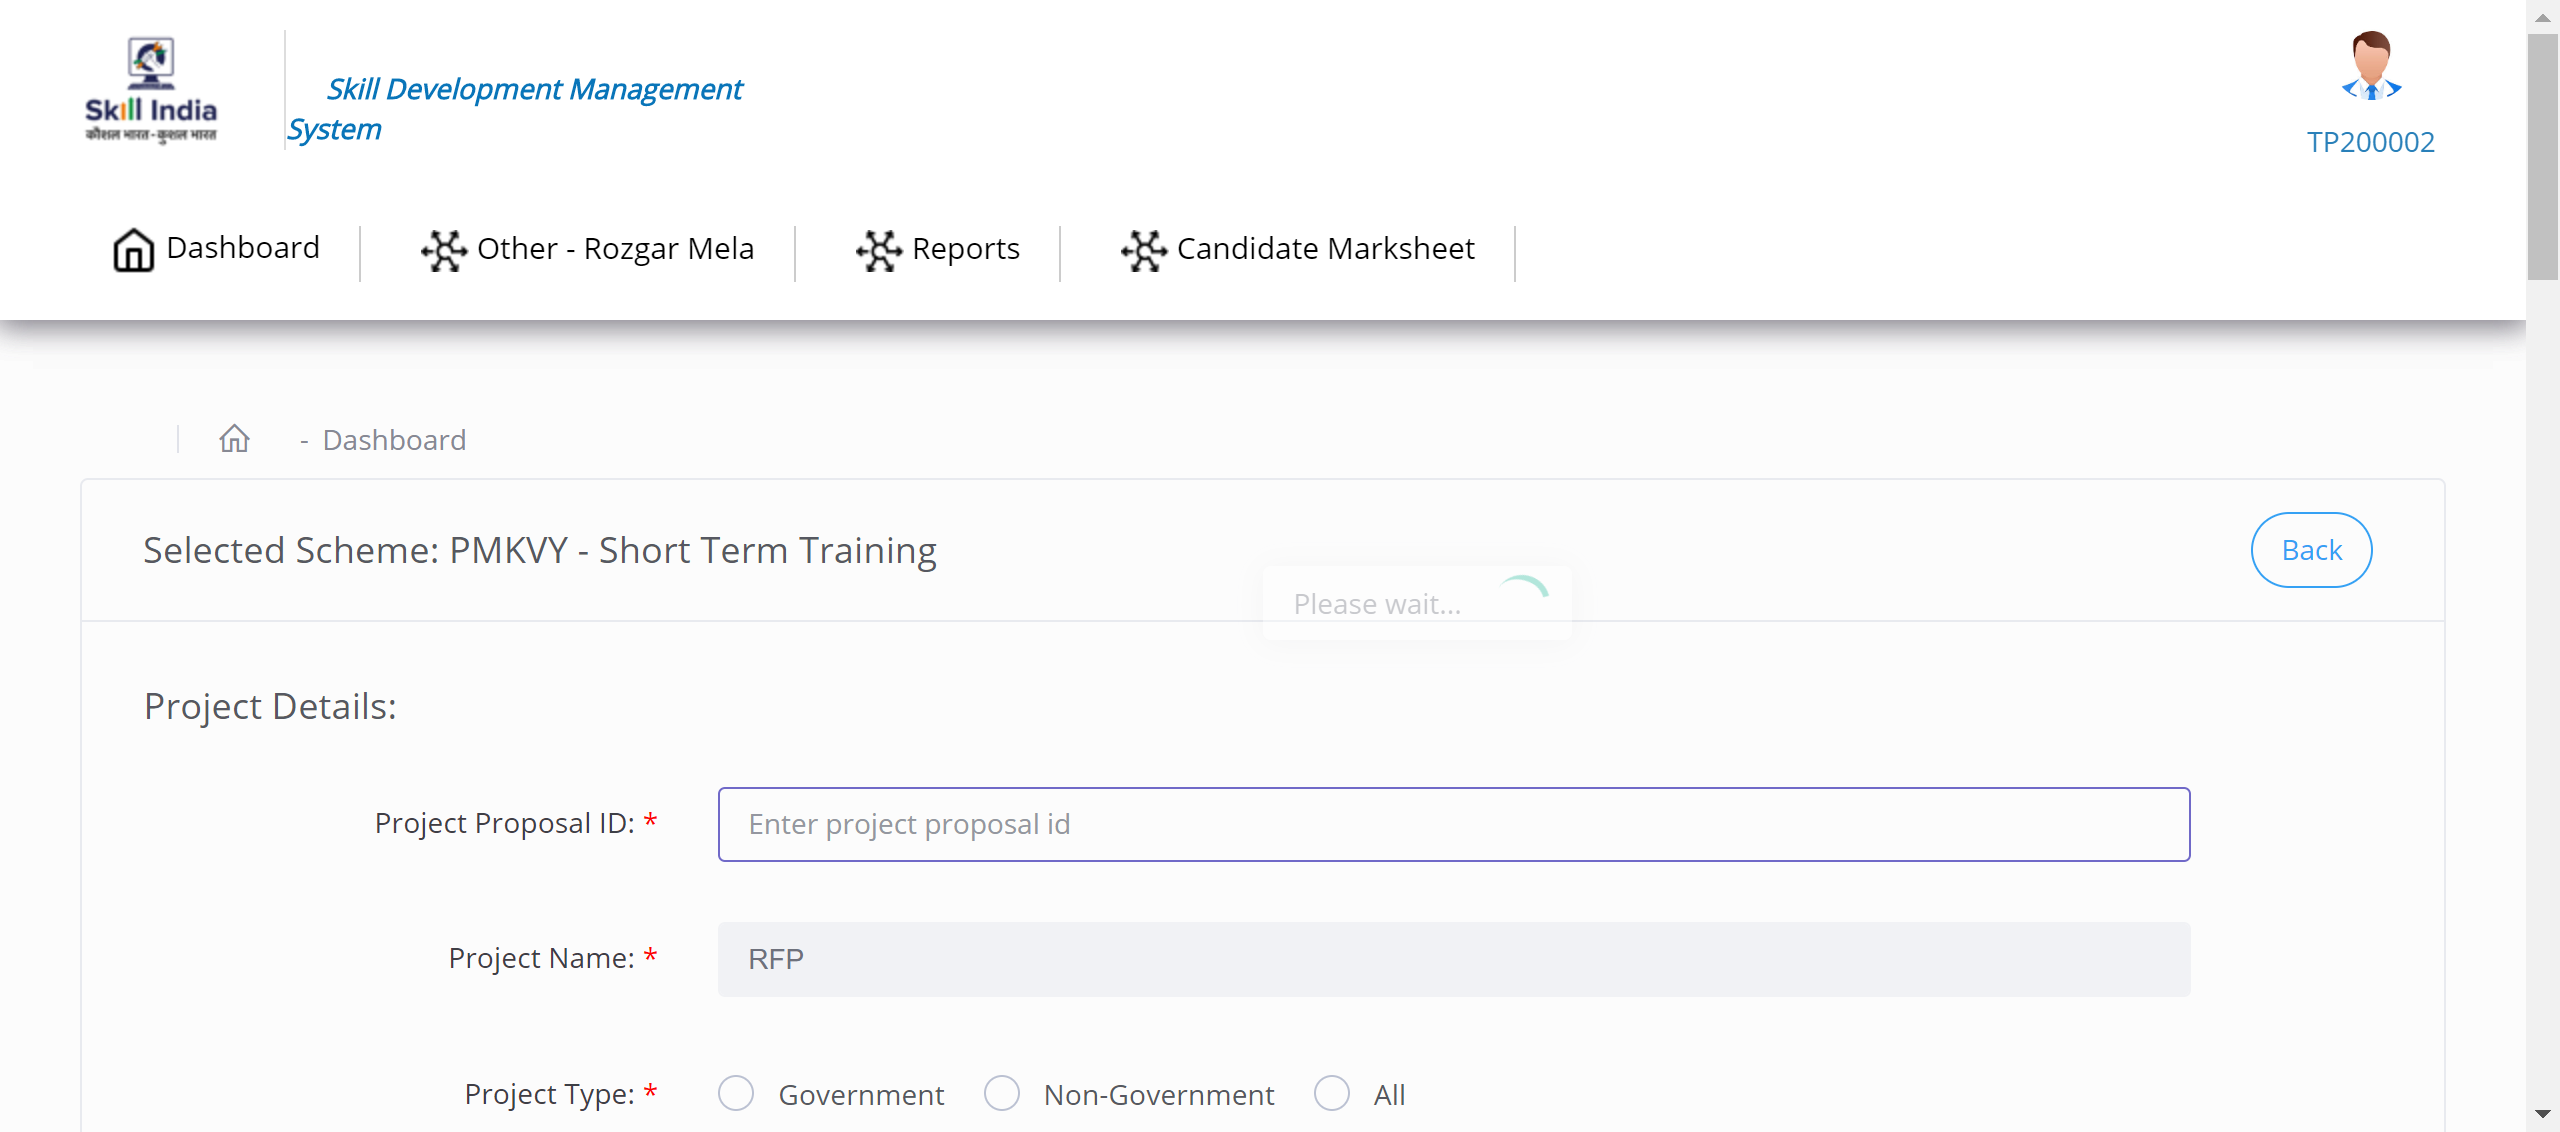 Skill India
कौशल भारत - कुशल भारत
Skill Development Management
System
TP200002
Dashboard
Other - Rozgar Mela
Reports
Candidate Marksheet
- Dashboard
Selected Scheme: PMKVY - Short Term Training
Back
Please wait...
Project Details:
Project Proposal ID: *
Enter project proposal id
Project Name: *
RFP
Project Type: *
Government
Non-Government
All